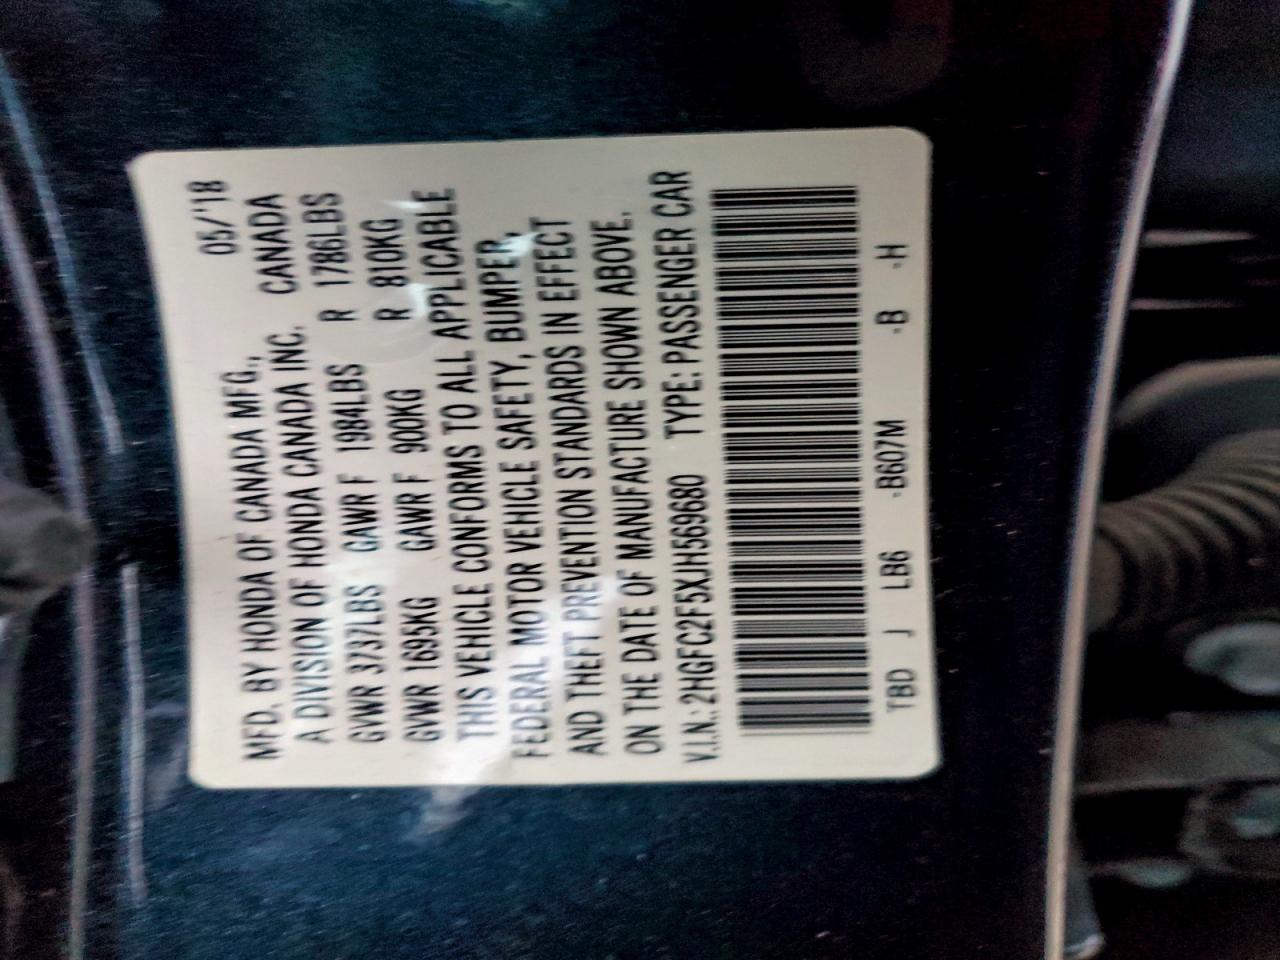 05/'18
MFD. BY HONDA OF CANADA MFG.,
A DIVISION OF HONDA CANADA INC. CANADA
GVWR 3737LBS GAWR F 1984LBS R 1786LBS
GVWR 1695KG GAWR F 900KG R 810KG
THIS VEHICLE CONFORMS TO ALL APPLICABLE
FEDERAL MOTOR VEHICLE SAFETY, BUMPER,
AND THEFT PREVENTION STANDARDS IN EFFECT
ON THE DATE OF MANUFACTURE SHOWN ABOVE.
V.I.N.: 2HGFC2F5XJH569680 TYPE: PASSENGER CAR
TBD J LB6 -B607M -B -H